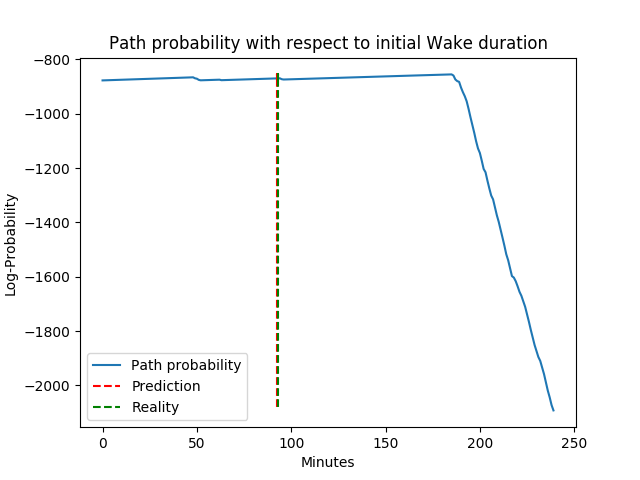 Path probability with respect to initial Wake duration
−800
−1000
−1200
−1400
−1600
−1800
−2000
Log-Probability
Path probability
Prediction
Reality
0
50
100
150
200
250
Minutes